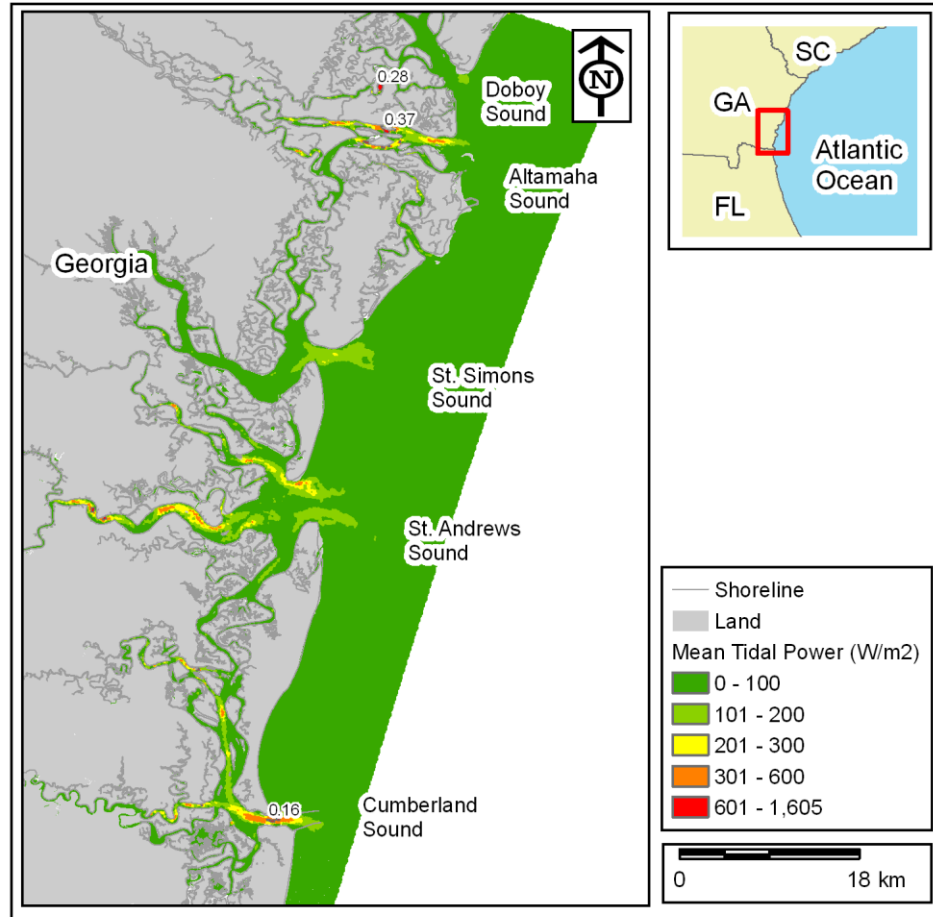 0.28
0.37
Doboy
Sound
Altamaha
Sound
Georgia
St. Simons
Sound
St. Andrews
Sound
0.16
Cumberland
Sound
N
SC
GA
Atlantic
Ocean
FL
Shoreline
Land
Mean Tidal Power (W/m2)
0 - 100
101 - 200
201 - 300
301 - 600
601 - 1,605
0 18 km